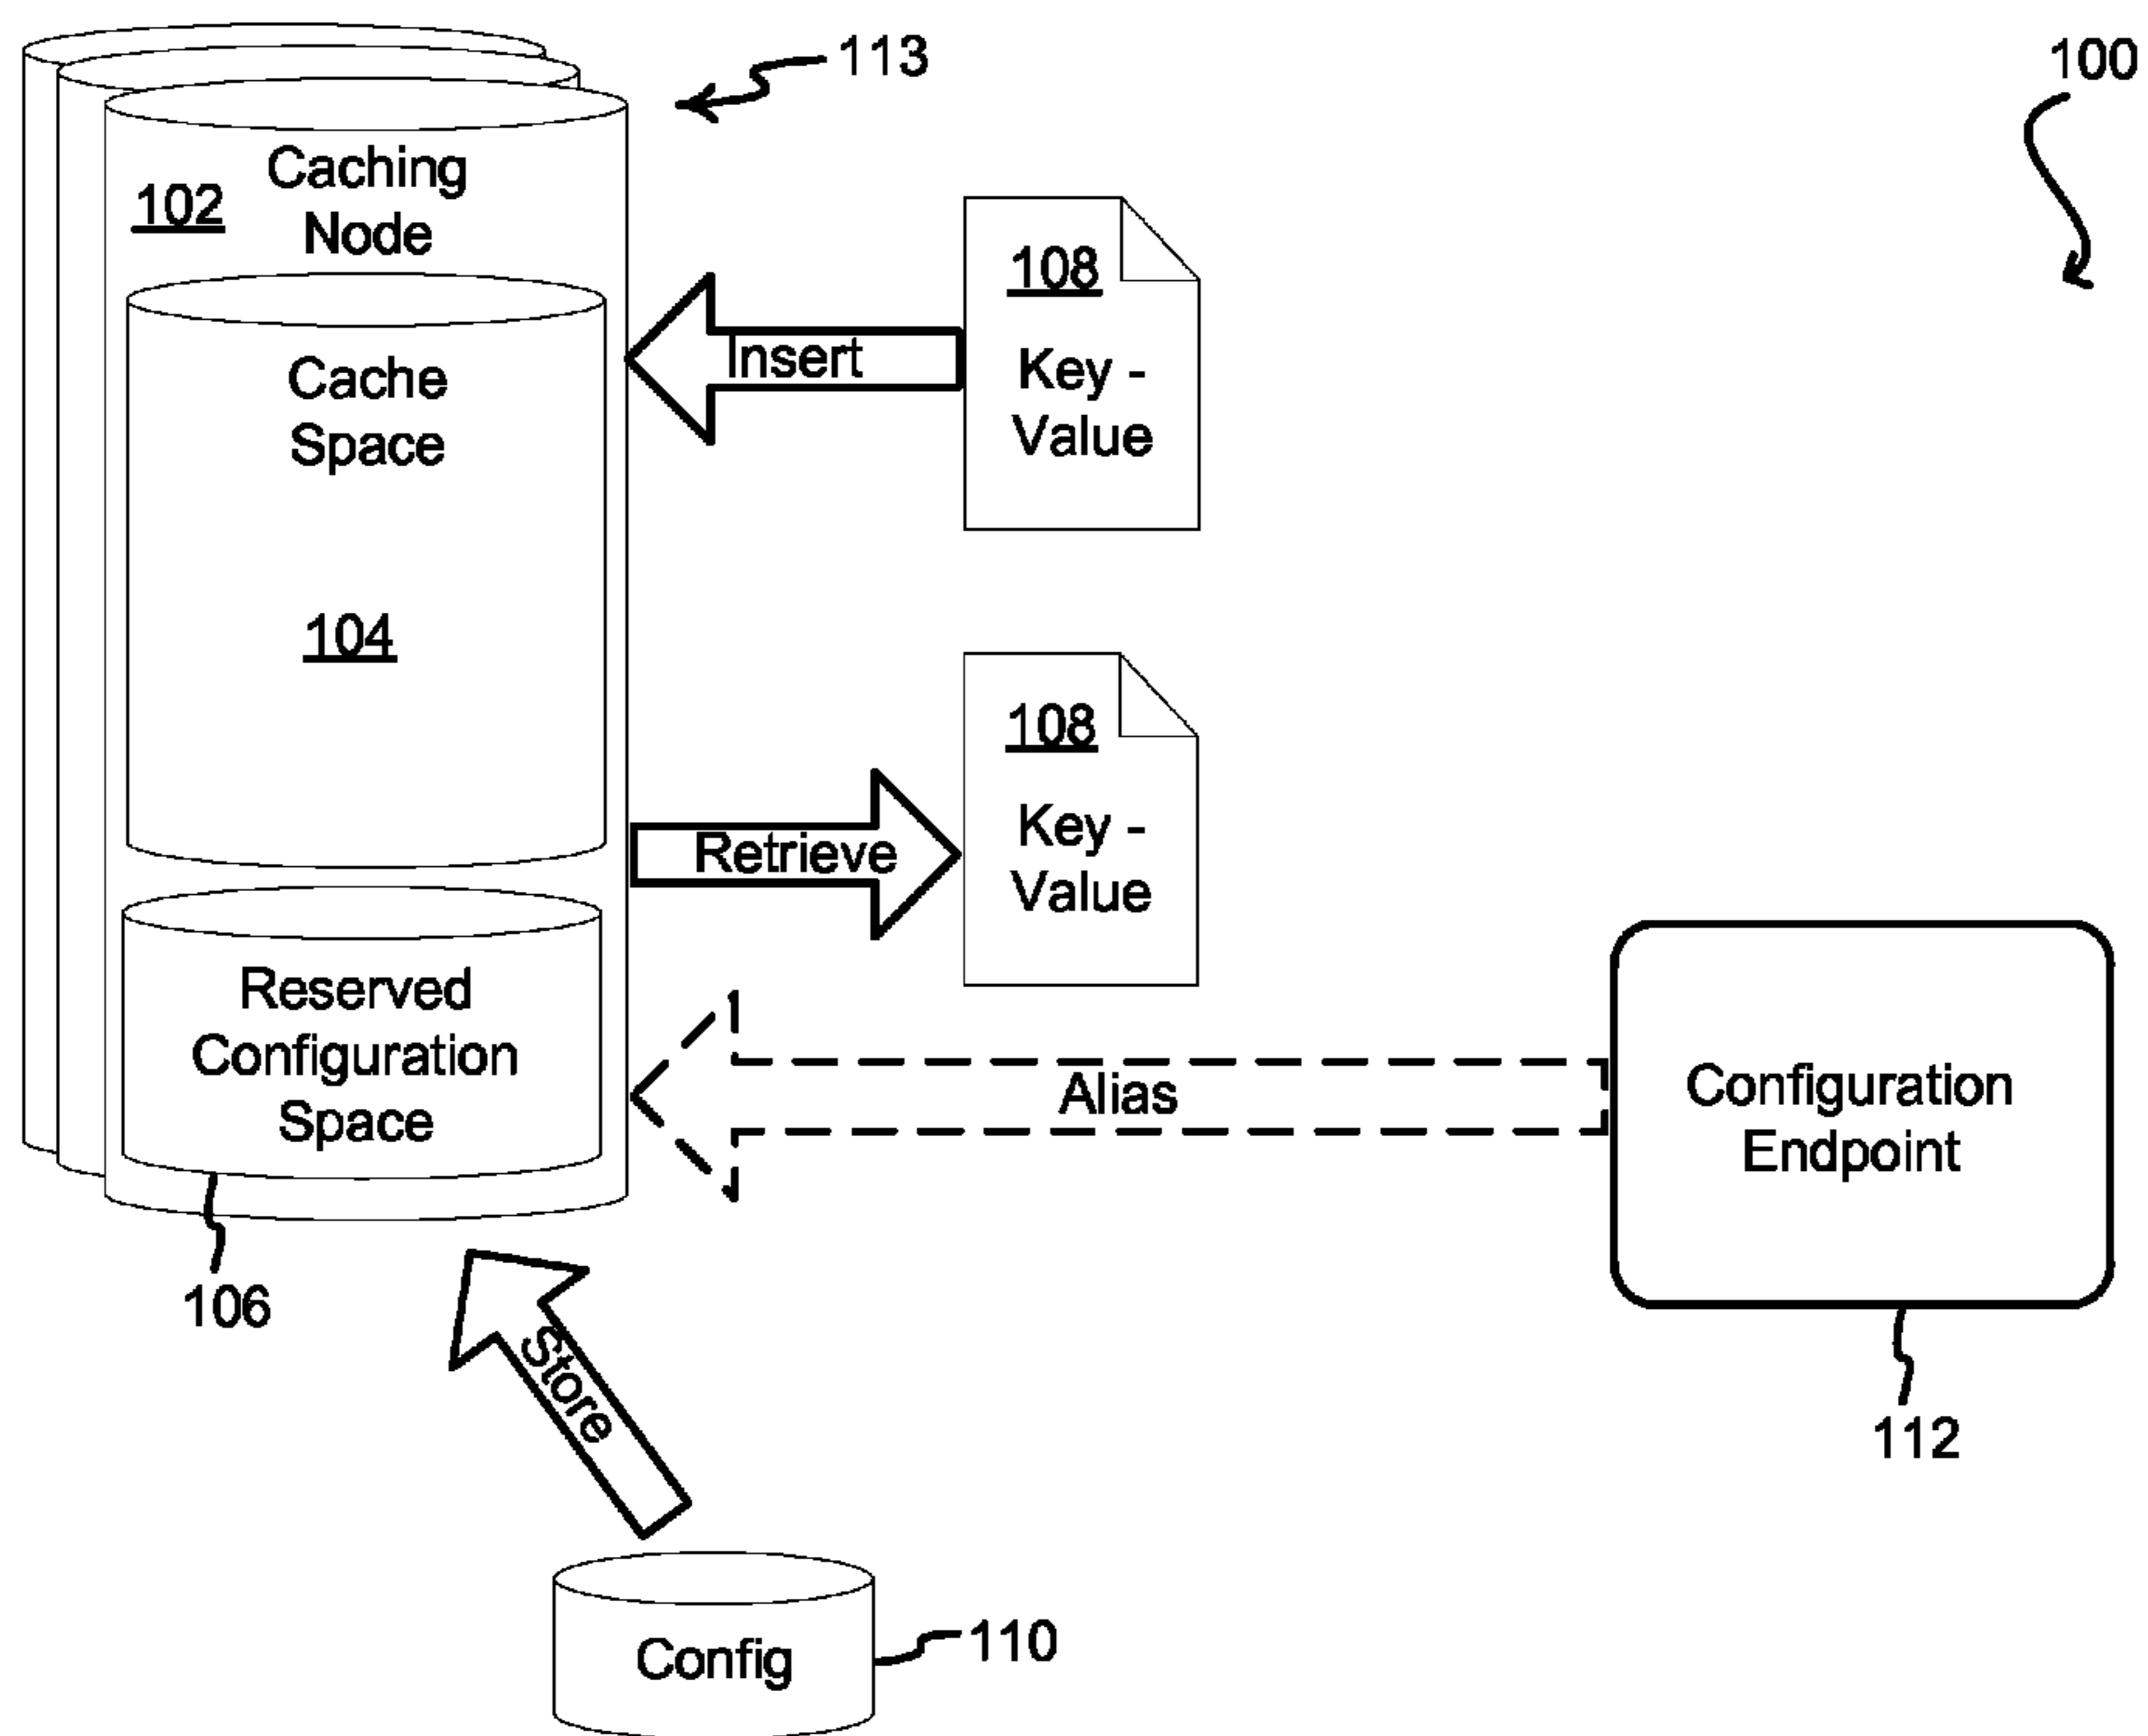 113
100
Caching
102
Node
108
Insert
Key -
Value
Cache
Space
104
108
Key -
Value
Retrieve
Reserved
Configuration
Space
Alias
Configuration
Endpoint
106
Store
112
Config
110